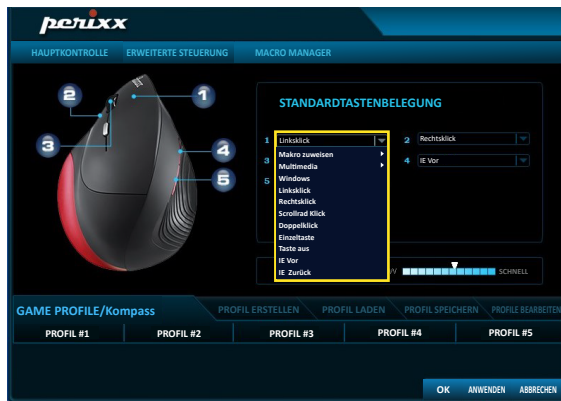 perixx
HAUPTKONTROLLE ERWEITERTE STEUERUNG MACRO MANAGER
STANDARDTASTENBELEGUNG
2
1
3
4
5
1 Linksklick 2 Rechtsklick
3 4 IE Vor
5
Makro zuweisen
Multimedia
Windows
Linksklick
Rechtsklick
Scrollrad Klick
Doppelklick
Einzeltaste
Taste aus
IE Vor
IE Zurück
SCHNELL
GAME PROFILE/Kompass PROFIL ERSTELLEN PROFIL LADEN PROFIL SPEICHERN PROFILE BEARBEITEN
PROFIL #1 PROFIL #2 PROFIL #3 PROFIL #4 PROFIL #5
OK ANWENDEN ABBRECHEN